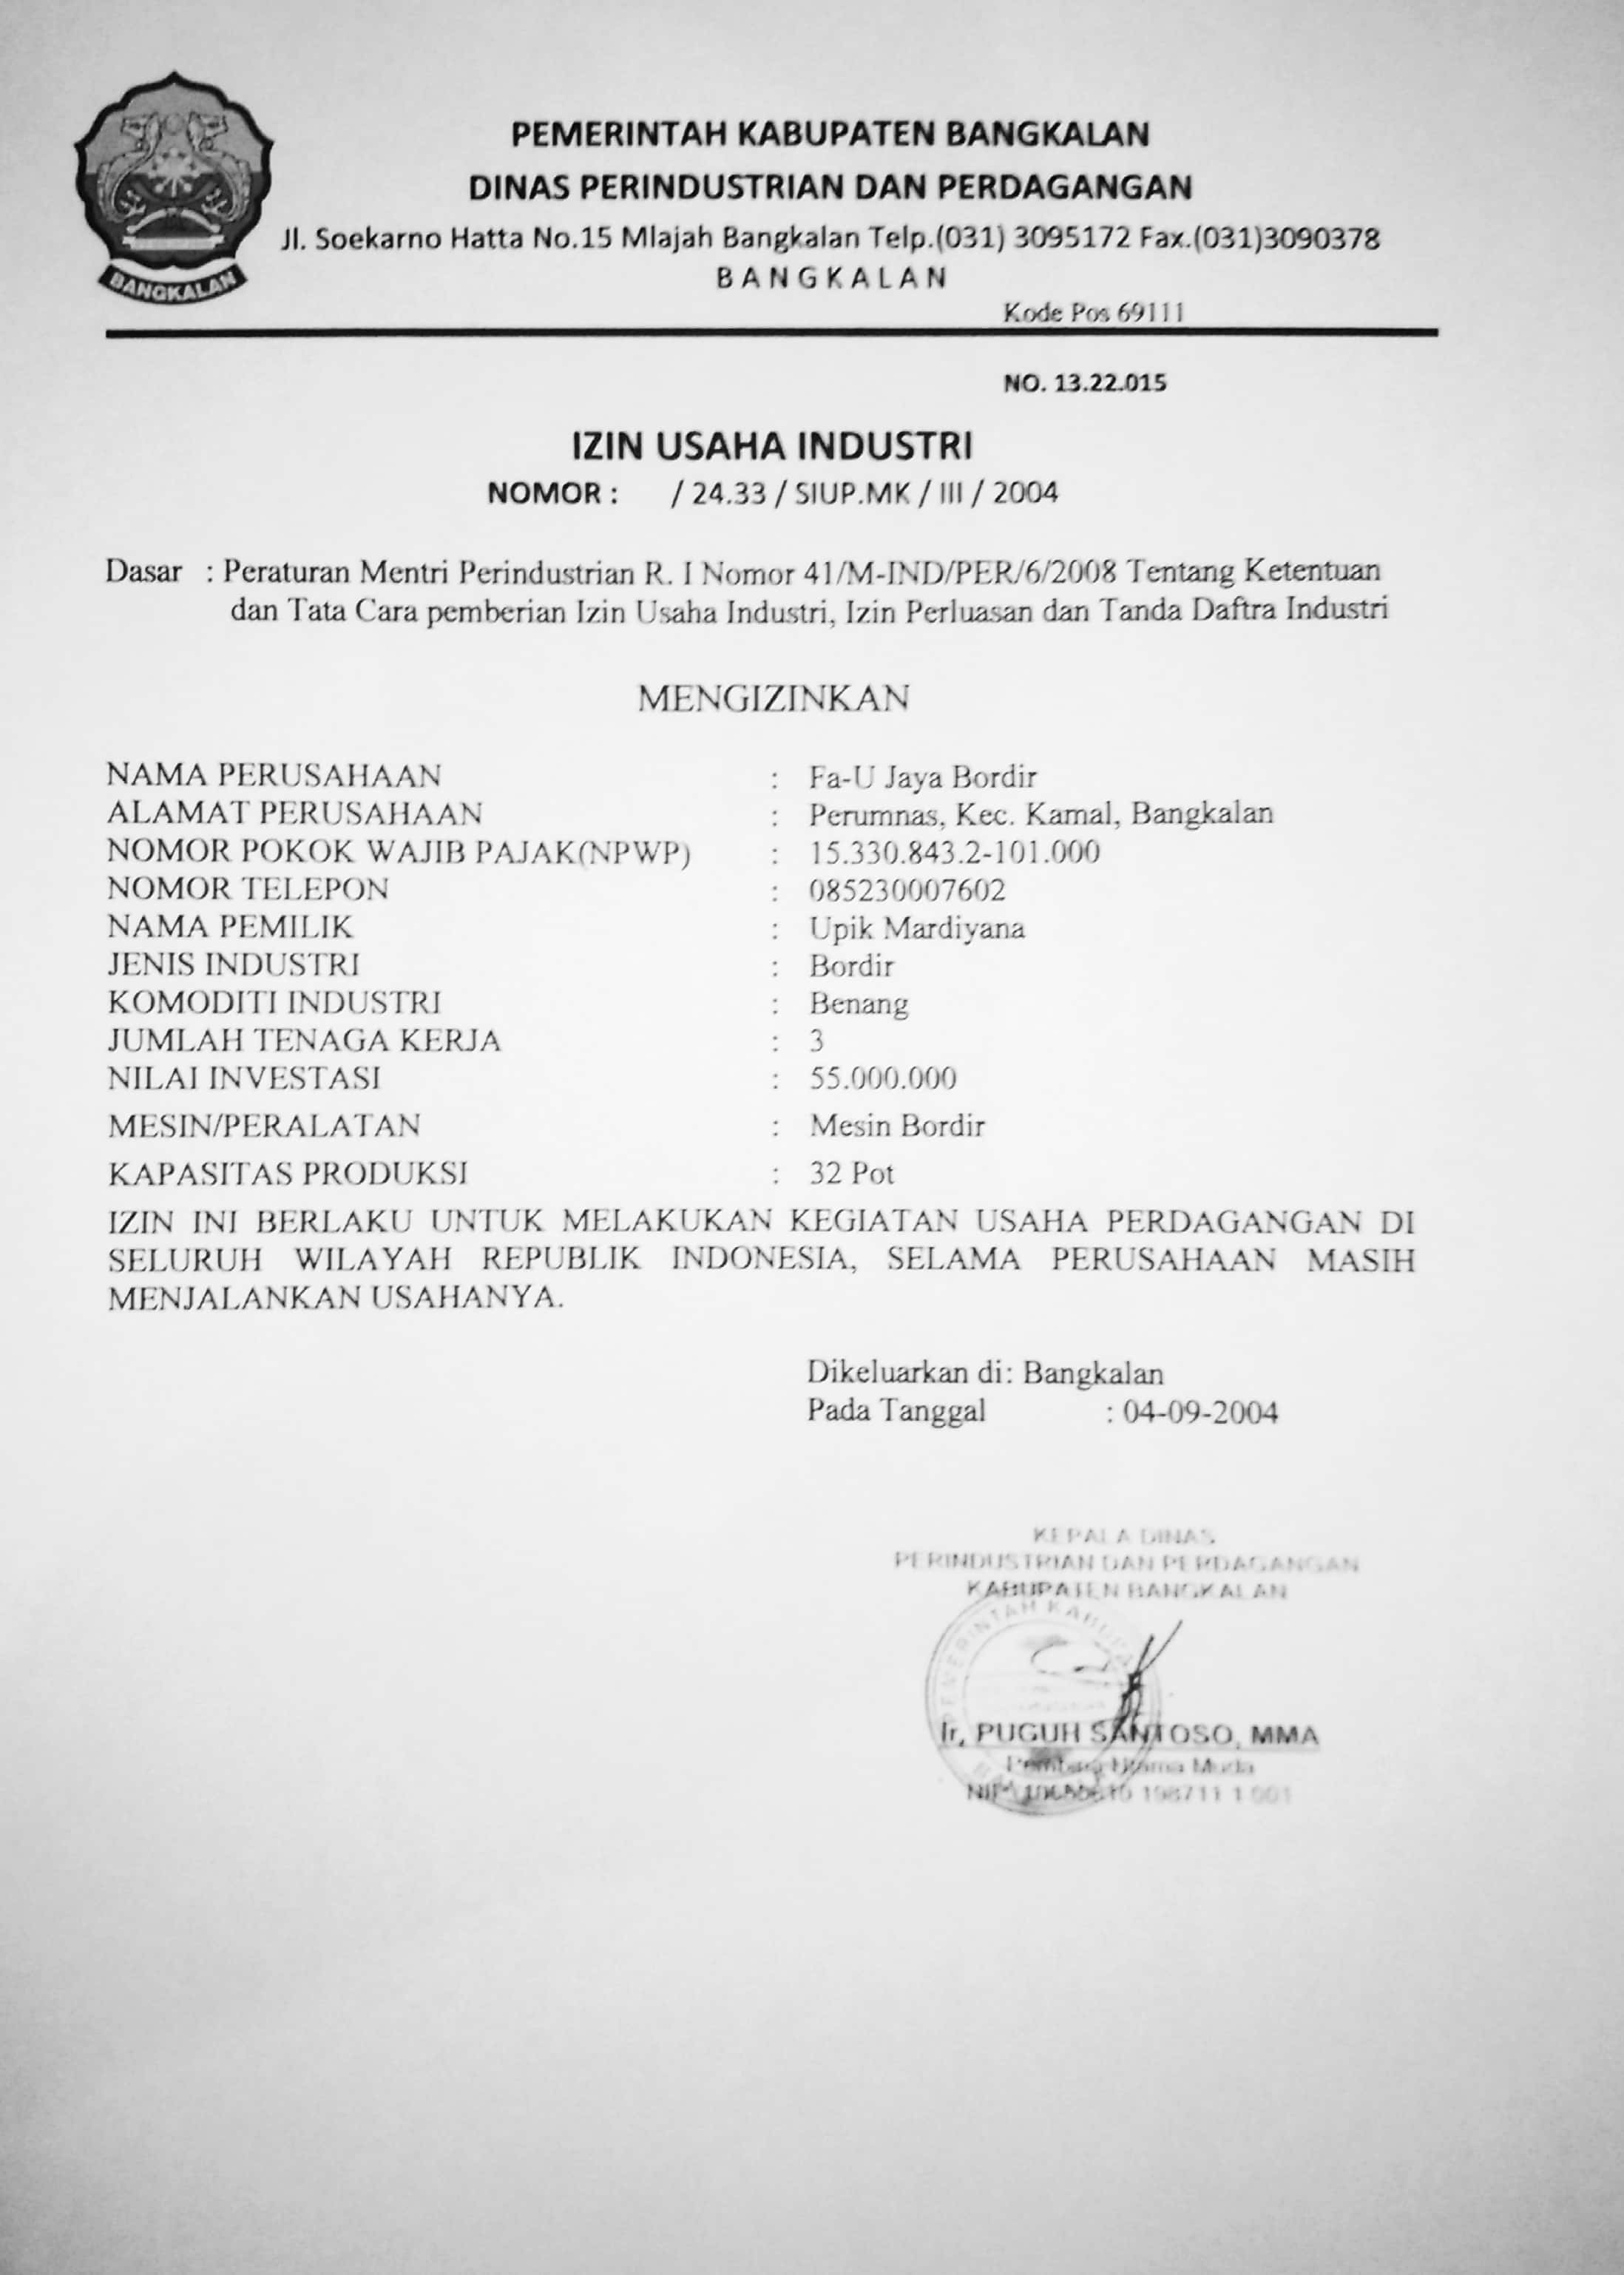 PEMERINTAH KABUPATEN BANGKALAN
DINAS PERINDUSTRIAN DAN PERDAGANGAN
Jl. Soekarno Hatta No.15 Mlajah Bangkalan Telp.(031) 3095172 Fax.(031)3090378
BANGKALAN
BANGKALAN
Kode Pos 69111
NO. 13.22.015
IZIN USAHA INDUSTRI
NOMOR : / 24.33 / SIUP.MK / III / 2004
Dasar : Peraturan Mentri Perindustrian R. I Nomor 41/M-IND/PER/6/2008 Tentang Ketentuan
dan Tata Cara pemberian Izin Usaha Industri, Izin Perluasan dan Tanda Daftra Industri
MENGIZINKAN
NAMA PERUSAHAAN : Fa-U Jaya Bordir
ALAMAT PERUSAHAAN : Perumnas, Kec. Kamal, Bangkalan
NOMOR POKOK WAJIB PAJAK(NPWP) : 15.330.843.2-101.000
NOMOR TELEPON : 085230007602
NAMA PEMILIK : Upik Mardiyana
JENIS INDUSTRI : Bordir
KOMODITI INDUSTRI : Benang
JUMLAH TENAGA KERJA : 3
NILAI INVESTASI : 55.000.000
MESIN/PERALATAN : Mesin Bordir
KAPASITAS PRODUKSI : 32 Pot
IZIN INI BERLAKU UNTUK MELAKUKAN KEGIATAN USAHA PERDAGANGAN DI
SELURUH WILAYAH REPUBLIK INDONESIA, SELAMA PERUSAHAAN MASIH
MENJALANKAN USAHANYA.
Dikeluarkan di: Bangkalan
Pada Tanggal : 04-09-2004
KEPALA DINAS
PERINDUSTRIAN DAN PERDAGANGAN
KABUPATEN BANGKALAN
Ir, PUGUH SANTOSO, MMA
Utama Muda
NIP 198711 1 001